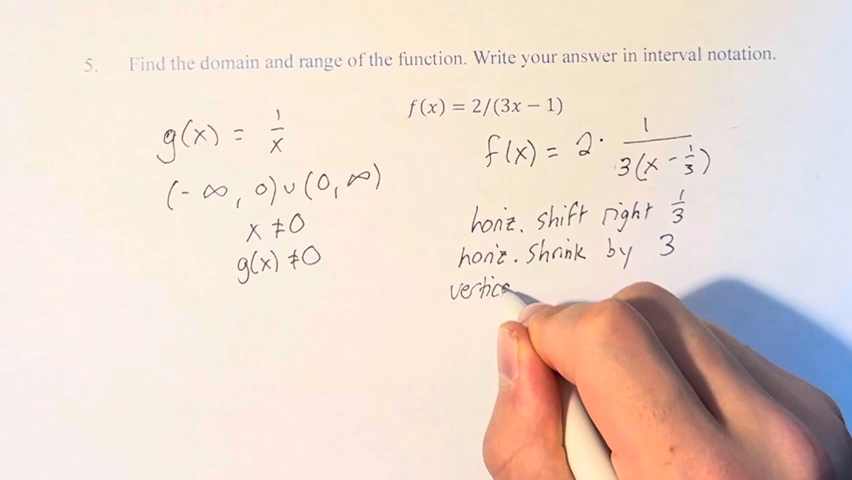 5. Find the domain and range of the function. Write your answer in interval notation.
f(x) = 2/(3x − 1)
g(x) = 1/x
f(x) = 2 · 1/3(x - 1/3)
(-∞, 0) ∪ (0, ∞)
x ≠ 0
g(x) ≠ 0
horiz. shift right 1/3
horiz. shrink by 3
vertic